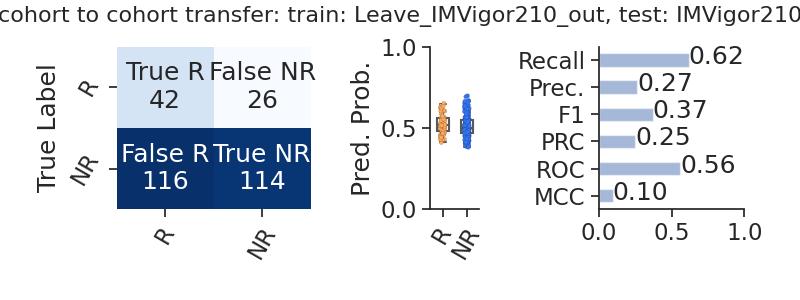 cohort to cohort transfer: train: Leave_IMVigor210_out, test: IMVigor210
True Label
R
NR
True R
42
False NR
26
False R
116
True NR
114
R
NR
Pred. Prob.
1.0
0.5
0.0
R
NR
Recall
0.62
Prec.
0.27
F1
0.37
PRC
0.25
ROC
0.56
MCC
0.10
0.0
0.5
1.0